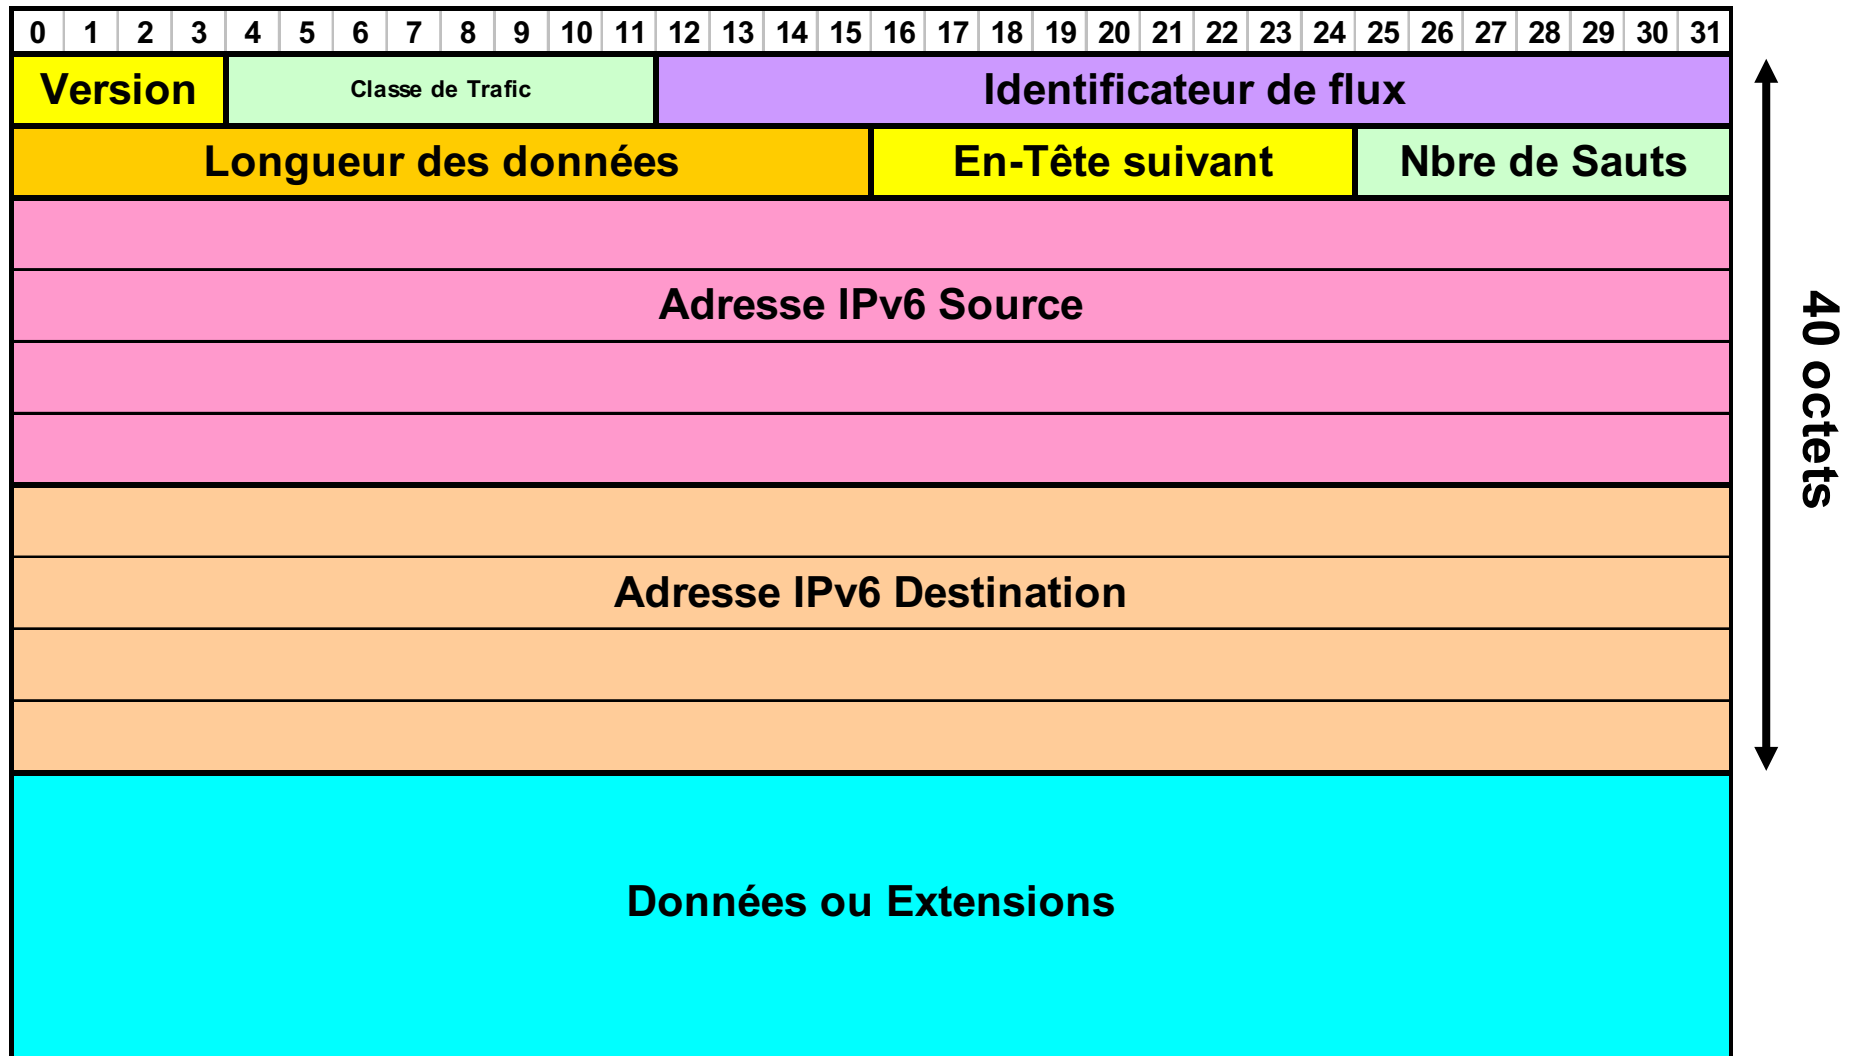 0 1 2 3 4 5 6 7 8 9 10 11 12 13 14 15 16 17 18 19 20 21 22 23 24 25 26 27 28 29 30 31
Version Classe de Trafic Identificateur de flux
Longueur des données En-Tête suivant Nbre de Sauts
Adresse IPv6 Source
40 octets
Adresse IPv6 Destination
Données ou Extensions